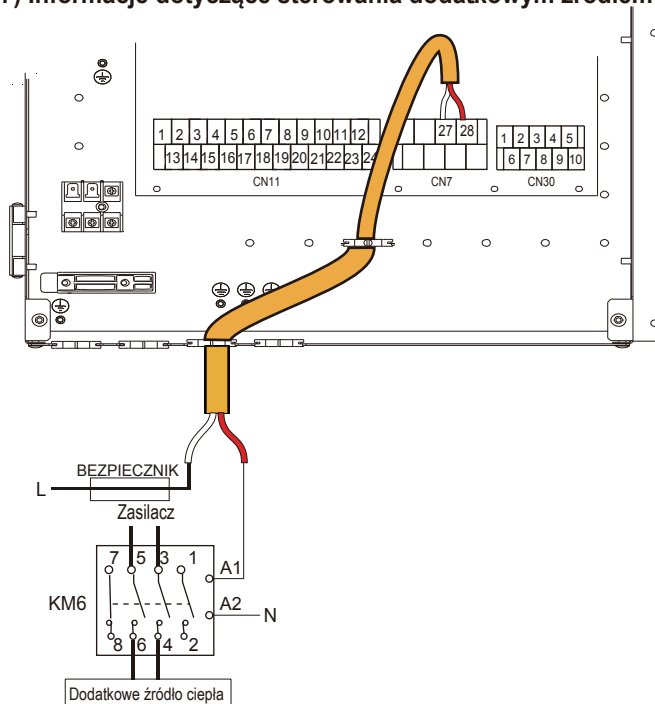 1) Informacje dotyczące sterowania dodatkowym źródłem
27 28
1 2 3 4 5 6 7 8 9 10 11 12
13 14 15 16 17 18 19 20 21 22 23 24
1 2 3 4 5
6 7 8 9 10
CN11
CN7
CN30
BEZPIECZNIK
L
Zasilacz
7 5 3 1
A1
KM6
A2
N
8 6 4 2
Dodatkowe źródło ciepła